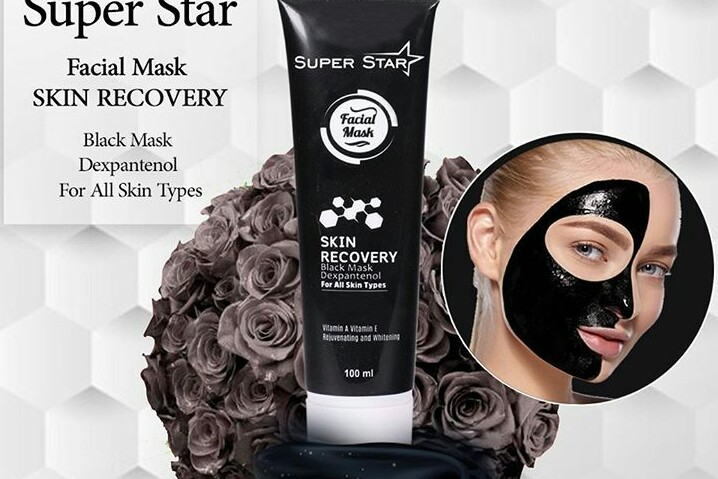 Super Star
Facial Mask
SKIN RECOVERY
Black Mask
Dexpantenol
For All Skin Types
SUPER STAR
Facial
Mask
SKIN
RECOVERY
Black Mask
Dexpantenol
For All Skin Types
Vitamin A Vitamin E
Rejuvenating and Whitening
100 ml